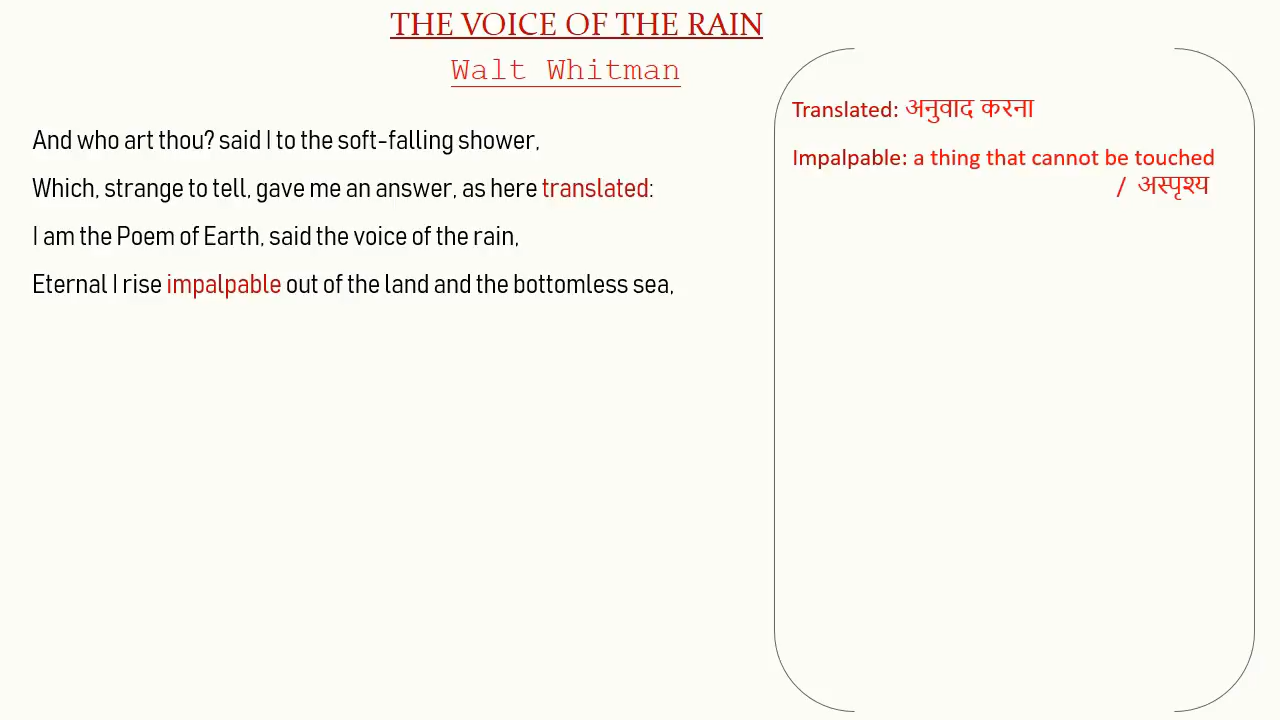 THE VOICE OF THE RAIN
Walt Whitman
And who art thou? said I to the soft-falling shower,
Which, strange to tell, gave me an answer, as here translated:
I am the Poem of Earth, said the voice of the rain,
Eternal I rise impalpable out of the land and the bottomless sea,
Translated: अनुवाद करना
Impalpable: a thing that cannot be touched
/ अस्पृश्य